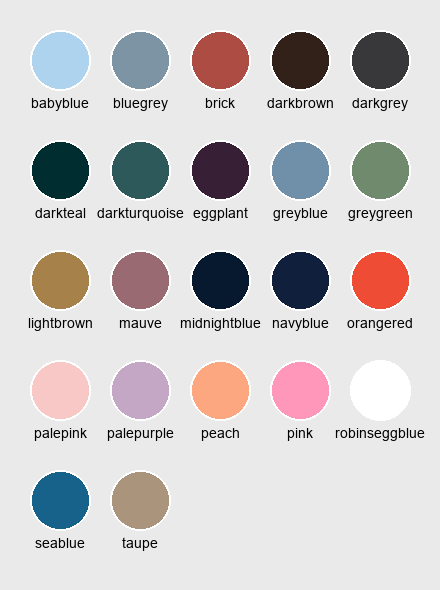 babyblue bluegrey brick darkbrown darkgrey
darkteal darkturquoise eggplant greyblue greygreen
lightbrown mauve midnightblue navyblue orangered
palepink palepurple peach pink robinseggblue
seablue taupe